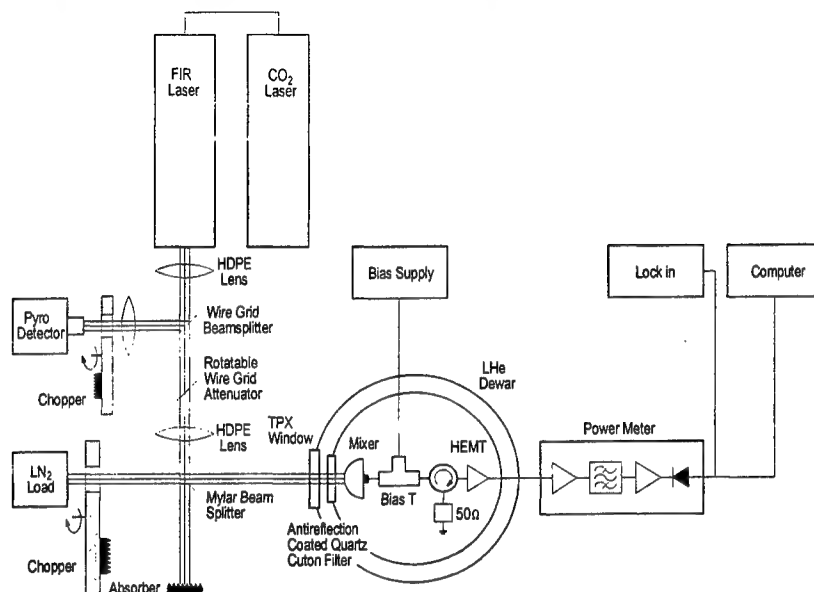 FIR
Laser
CO2
Laser
HDPE
Lens
Bias Supply
Lock in
Computer
Pyro
Detector
Wire Grid
Beamsplitter
Rotatable
Wire Grid
Attenuator
Chopper
LHe
Dewar
HDPE
Lens
TPX
Window
Mixer
HEMT
Power Meter
LN2
Load
Mylar Beam
Splitter
Bias T
50Ω
Antireflection
Coated Quartz
Cuton Filter
Chopper
Absorber